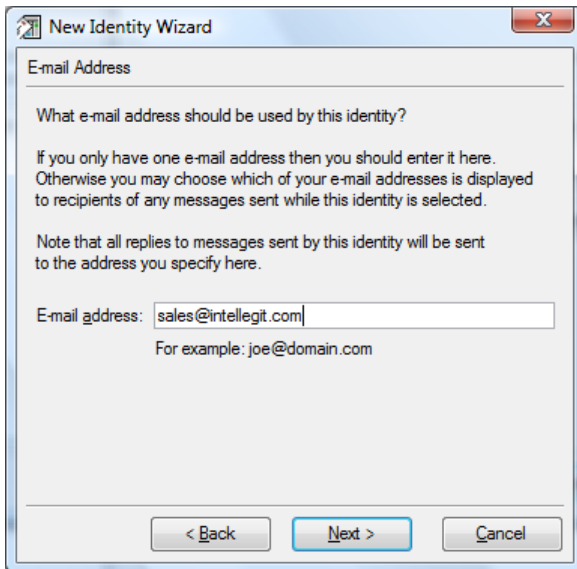 New Identity Wizard
E-mail Address
What e-mail address should be used by this identity?
If you only have one e-mail address then you should enter it here.
Otherwise you may choose which of your e-mail addresses is displayed
to recipients of any messages sent while this identity is selected.
Note that all replies to messages sent by this identity will be sent
to the address you specify here.
E-mail address: sales@intellegit.com
For example: joe@domain.com
< Back Next > Cancel